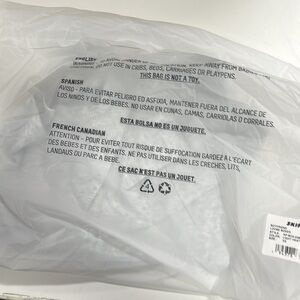 ENGLISH
WARNING - TO AVOID DANGER OF SUFFOCATION, KEEP AWAY FROM BABIES AND
CHILDREN. DO NOT USE IN CRIBS, BEDS, CARRIAGES OR PLAYPENS.
THIS BAG IS NOT A TOY.
SPANISH
AVISO - PARA EVITAR PELIGRO ED ASFIXIA, MANTENER FUERA DEL ALCANCE DE
LOS NINOS Y DE LOS BEBES. NO USAR EN CUNAS, CAMAS, CARRIOLAS O CORRALES.
ESTA BOLSA NO ES UN JUGUETE.
FRENCH CANADIAN
ATTENTION - POUR EVITER TOUT RISQUE DE SUFFOCATION GARDEZ À L'ECART
DES BEBES ET DES ENFANTS. NE PAS UTILISER DANS LES CRECHES, LITS,
LANDAUS OU PARC A BEBE.
CE SAC N'EST PAS UN JOUET.